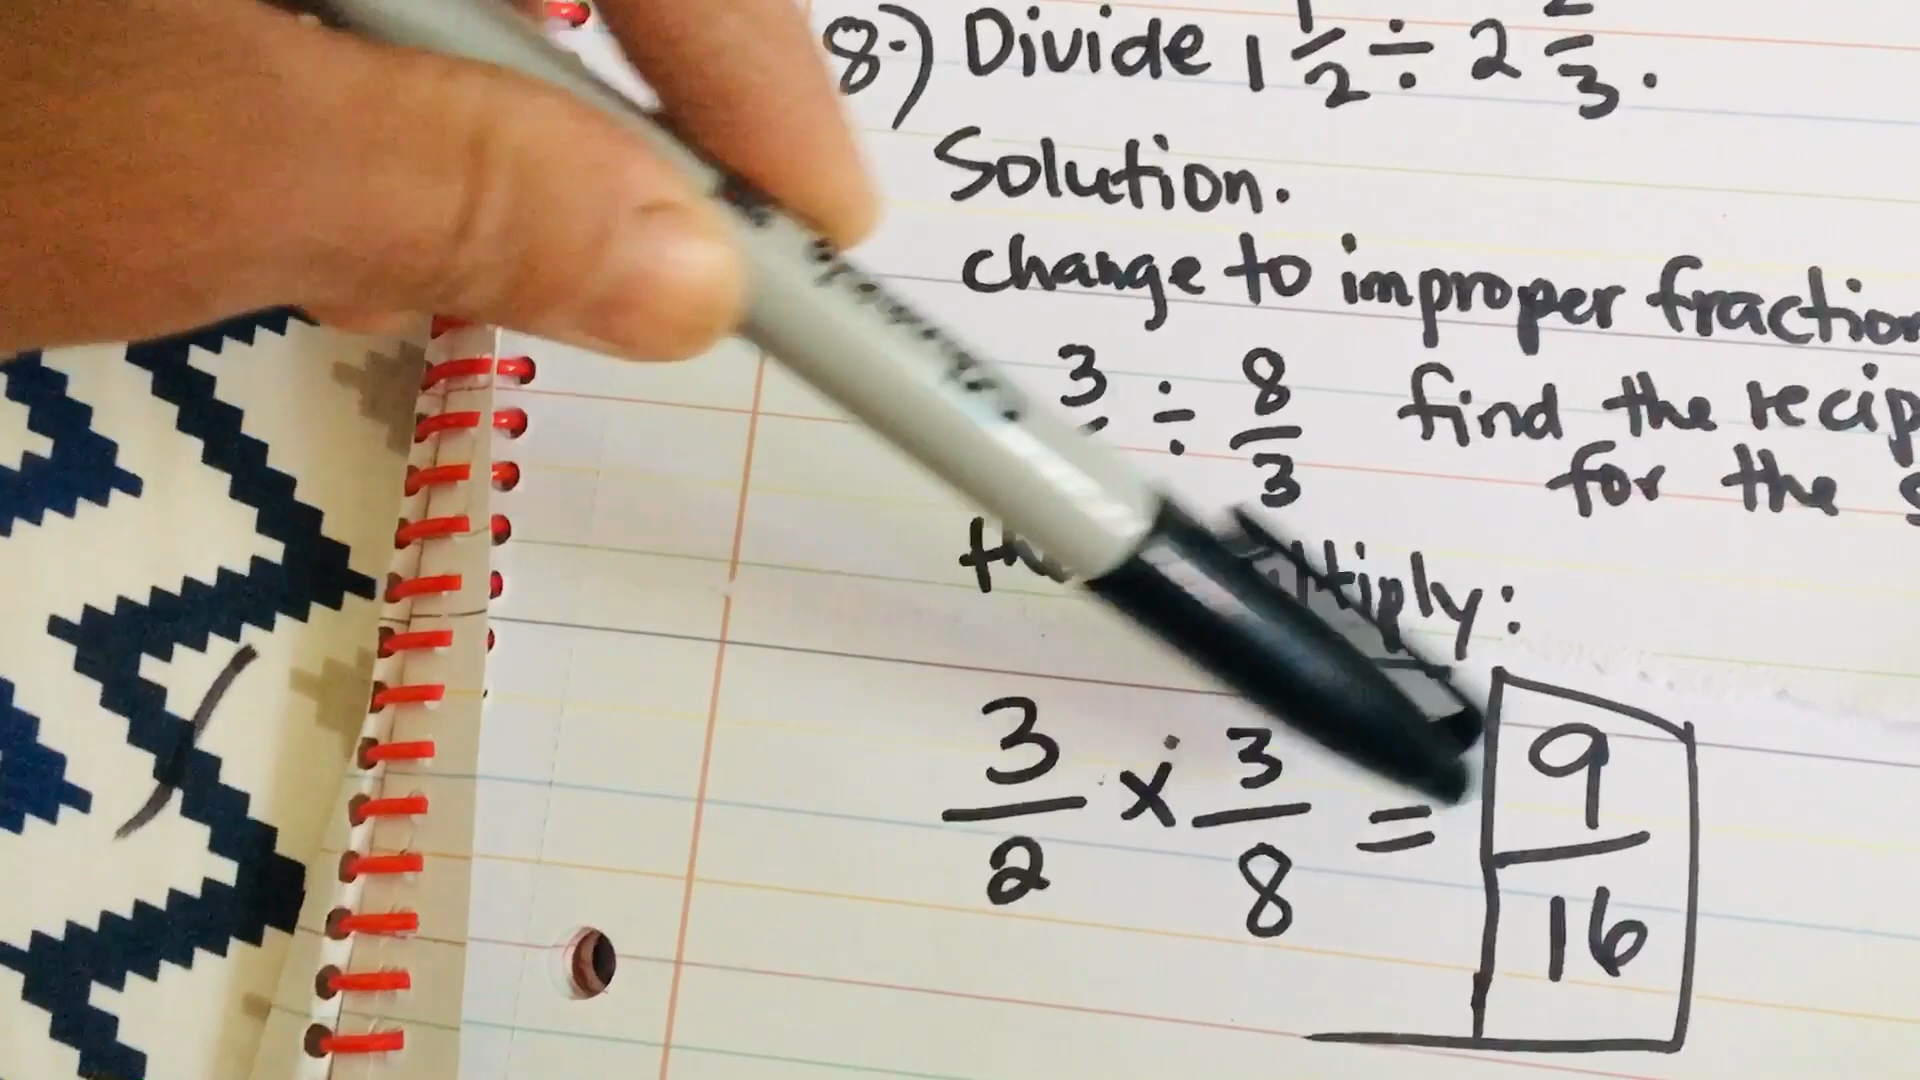 8.) Divide 1 1/2 ÷ 2 2/3.
Solution.
change to improper fraction
3 ÷ 8/3 find the recip
for the s
tiply:
3/2 x 3/8 = 9/16